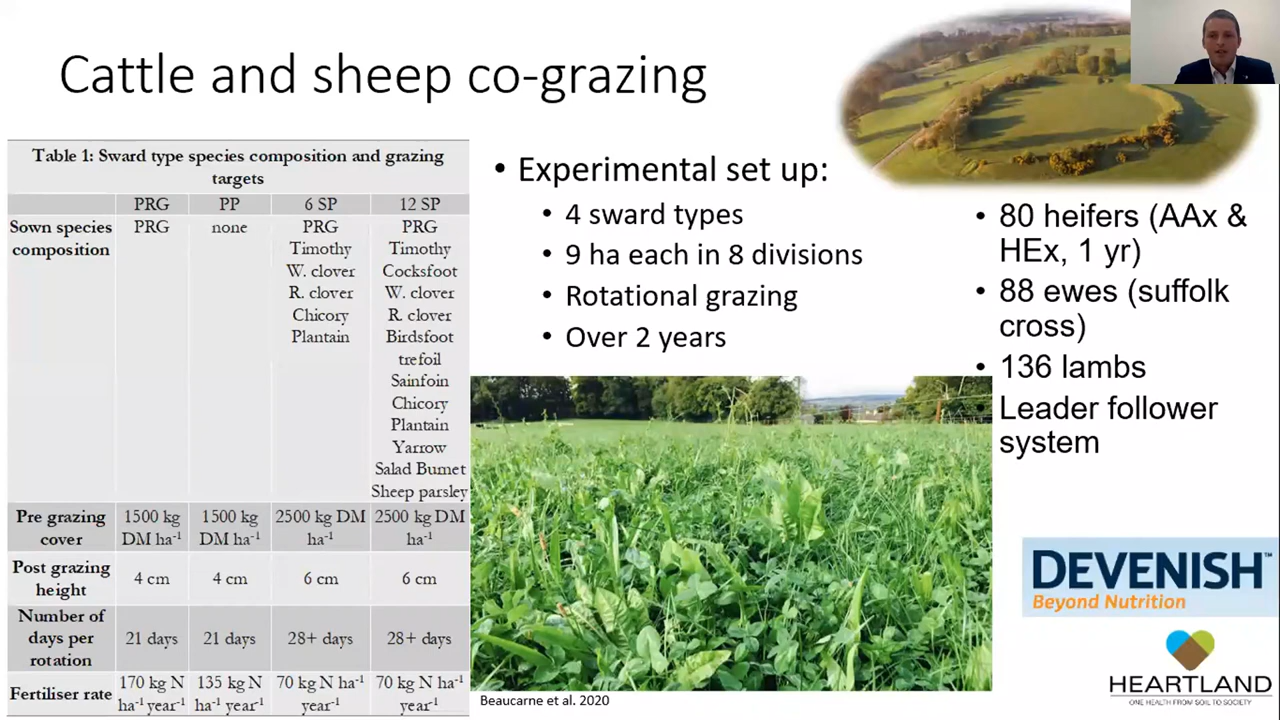 Cattle and sheep co-grazing
Table 1: Sward type species composition and grazing
targets
PRG PP 6 SP 12 SP
Sown species PRG none PRG PRG
composition Timothy Timothy
W. clover Cocksfoot
R. clover W. clover
Chicory R. clover
Plantain Birdsfoot
trefoil
Sainfoin
Chicory
Plantain
Yarrow
Salad Burnet
Sheep parsley
Pre grazing 1500 kg 1500 kg 2500 kg DM 2500 kg DM
cover DM ha-1 DM ha-1 ha-1 ha-1
Post grazing
height 4 cm 4 cm 6 cm 6 cm
Number of
days per 21 days 21 days 28+ days 28+ days
rotation
Fertiliser rate 170 kg N 135 kg N 70 kg N ha-1 70 kg N ha-1
ha-1 year-1 ha-1 year-1 year-1 year-1
• Experimental set up:
• 4 sward types
• 9 ha each in 8 divisions
• Rotational grazing
• Over 2 years
• 80 heifers (AAx &
HEx, 1 yr)
• 88 ewes (suffolk
cross)
• 136 lambs
Leader follower
system
Beaucarne et al. 2020
DEVENISH™
Beyond Nutrition
HEARTLAND
ONE HEALTH FROM SOIL TO SOCIETY